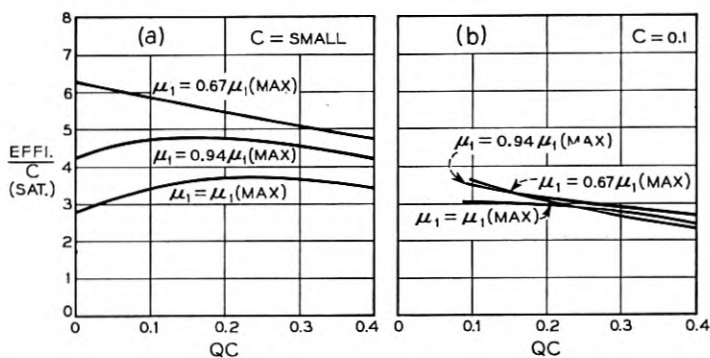 (a)
C = SMALL
(b)
C = 0.1
8
7
6
5
4
3
2
1
0
EFFI.
C
(SAT.)
μ₁ = 0.67μ₁(MAX)
μ₁ = 0.94μ₁(MAX)
μ₁ = μ₁(MAX)
0 0.1 0.2 0.3 0.4
QC
μ₁ = 0.94μ₁(MAX)
μ₁ = 0.67μ₁(MAX)
μ₁ = μ₁(MAX)
0 0.1 0.2 0.3 0.4
QC